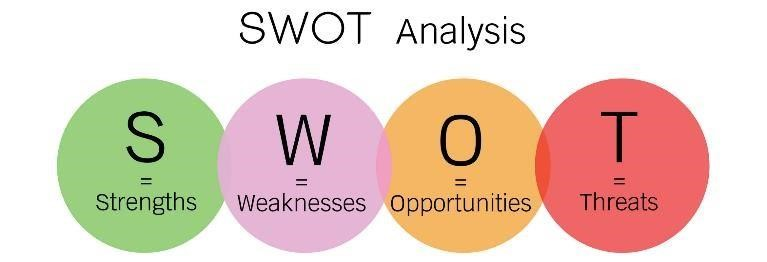 SWOT Analysis
S W O T
= = = =
Strengths Weaknesses Opportunities Threats